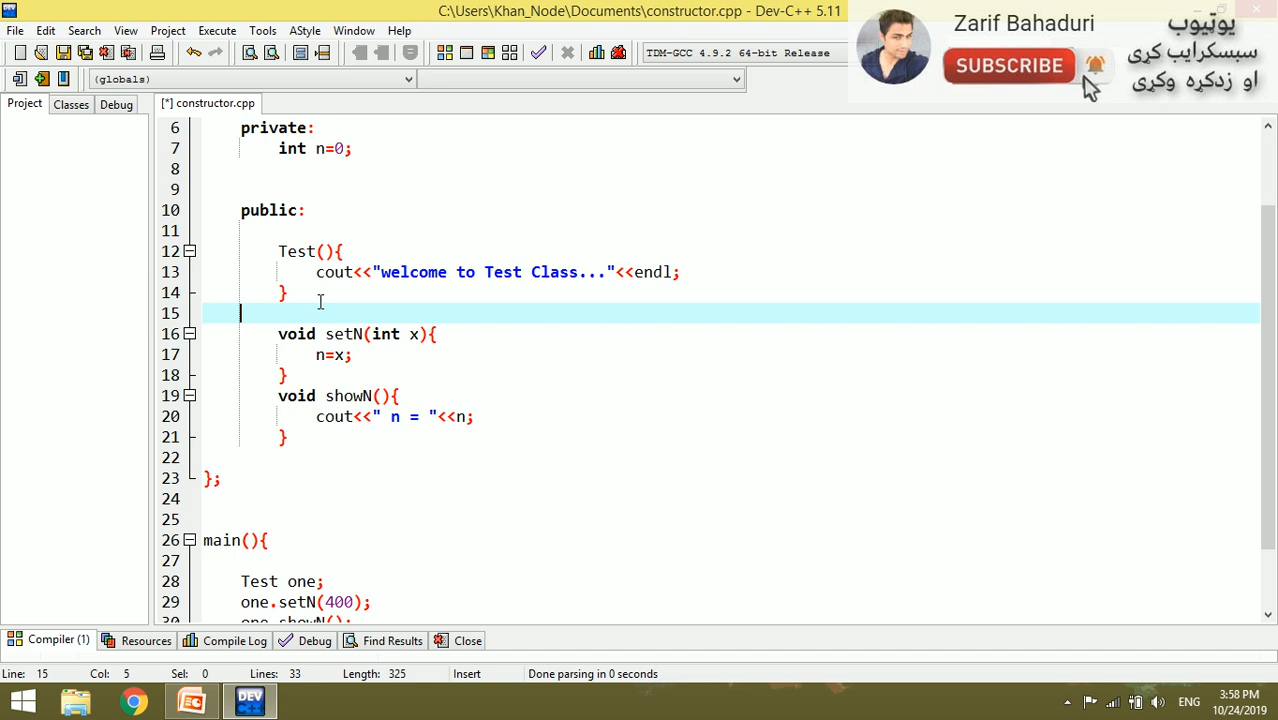 C:\Users\Khan_Node\Documents\constructor.cpp - Dev-C++ 5.11
File Edit Search View Project Execute Tools AStyle Window Help
TDM-GCC 4.9.2 64-bit Release
(globals)
Zarif Bahaduri
SUBSCRIBE
یوټیوب
سبسکرایب کړی
او زدکړه وکړی
Project Classes Debug
[*] constructor.cpp
6 private:
7 int n=0;
8
9
10 public:
11
12 Test(){
13 cout<<"welcome to Test Class..."<<endl;
14 }
15
16 void setN(int x){
17 n=x;
18 }
19 void showN(){
20 cout<<" n = "<<n;
21 }
22
23 };
24
25
26 main(){
27
28 Test one;
29 one.setN(400);
30 one.showN();
Compiler (1) Resources Compile Log Debug Find Results Close
Line: 15 Col: 5 Sel: 0 Lines: 33 Length: 325 Insert Done parsing in 0 seconds
DEV
ENG
3:58 PM
10/24/2019